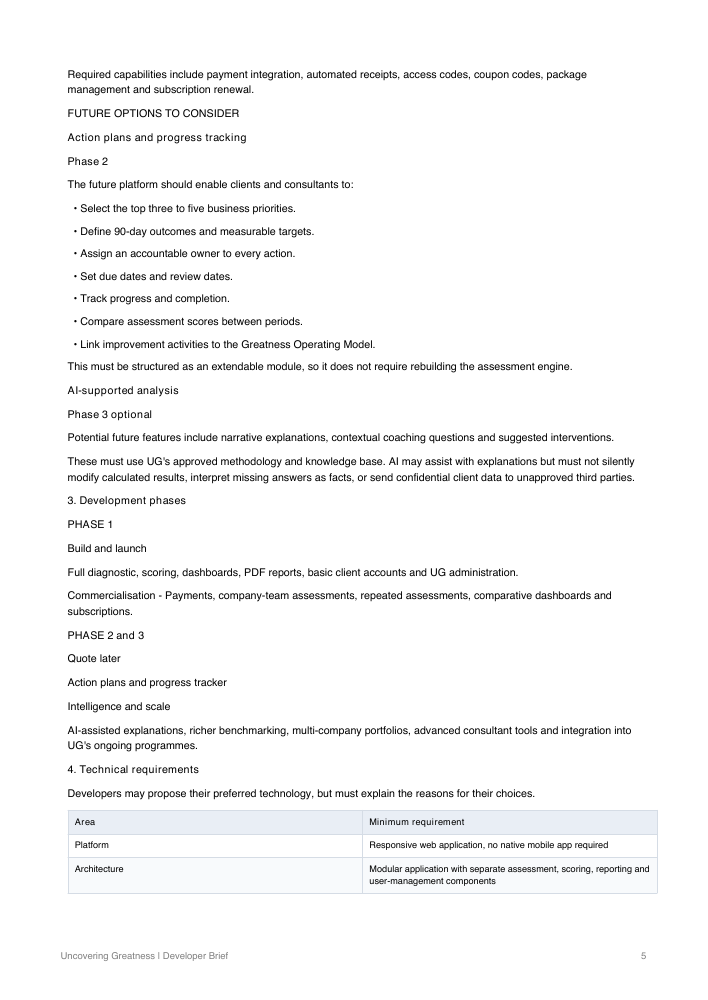 Required capabilities include payment integration, automated receipts, access codes, coupon codes, package
management and subscription renewal.
FUTURE OPTIONS TO CONSIDER
Action plans and progress tracking
Phase 2
The future platform should enable clients and consultants to:
• Select the top three to five business priorities.
• Define 90-day outcomes and measurable targets.
• Assign an accountable owner to every action.
• Set due dates and review dates.
• Track progress and completion.
• Compare assessment scores between periods.
• Link improvement activities to the Greatness Operating Model.
This must be structured as an extendable module, so it does not require rebuilding the assessment engine.
AI-supported analysis
Phase 3 optional
Potential future features include narrative explanations, contextual coaching questions and suggested interventions.
These must use UG's approved methodology and knowledge base. AI may assist with explanations but must not silently
modify calculated results, interpret missing answers as facts, or send confidential client data to unapproved third parties.
3. Development phases
PHASE 1
Build and launch
Full diagnostic, scoring, dashboards, PDF reports, basic client accounts and UG administration.
Commercialisation - Payments, company-team assessments, repeated assessments, comparative dashboards and
subscriptions.
PHASE 2 and 3
Quote later
Action plans and progress tracker
Intelligence and scale
AI-assisted explanations, richer benchmarking, multi-company portfolios, advanced consultant tools and integration into
UG's ongoing programmes.
4. Technical requirements
Developers may propose their preferred technology, but must explain the reasons for their choices.
Area Minimum requirement
Platform Responsive web application, no native mobile app required
Architecture Modular application with separate assessment, scoring, reporting and
user-management components
Uncovering Greatness | Developer Brief 5